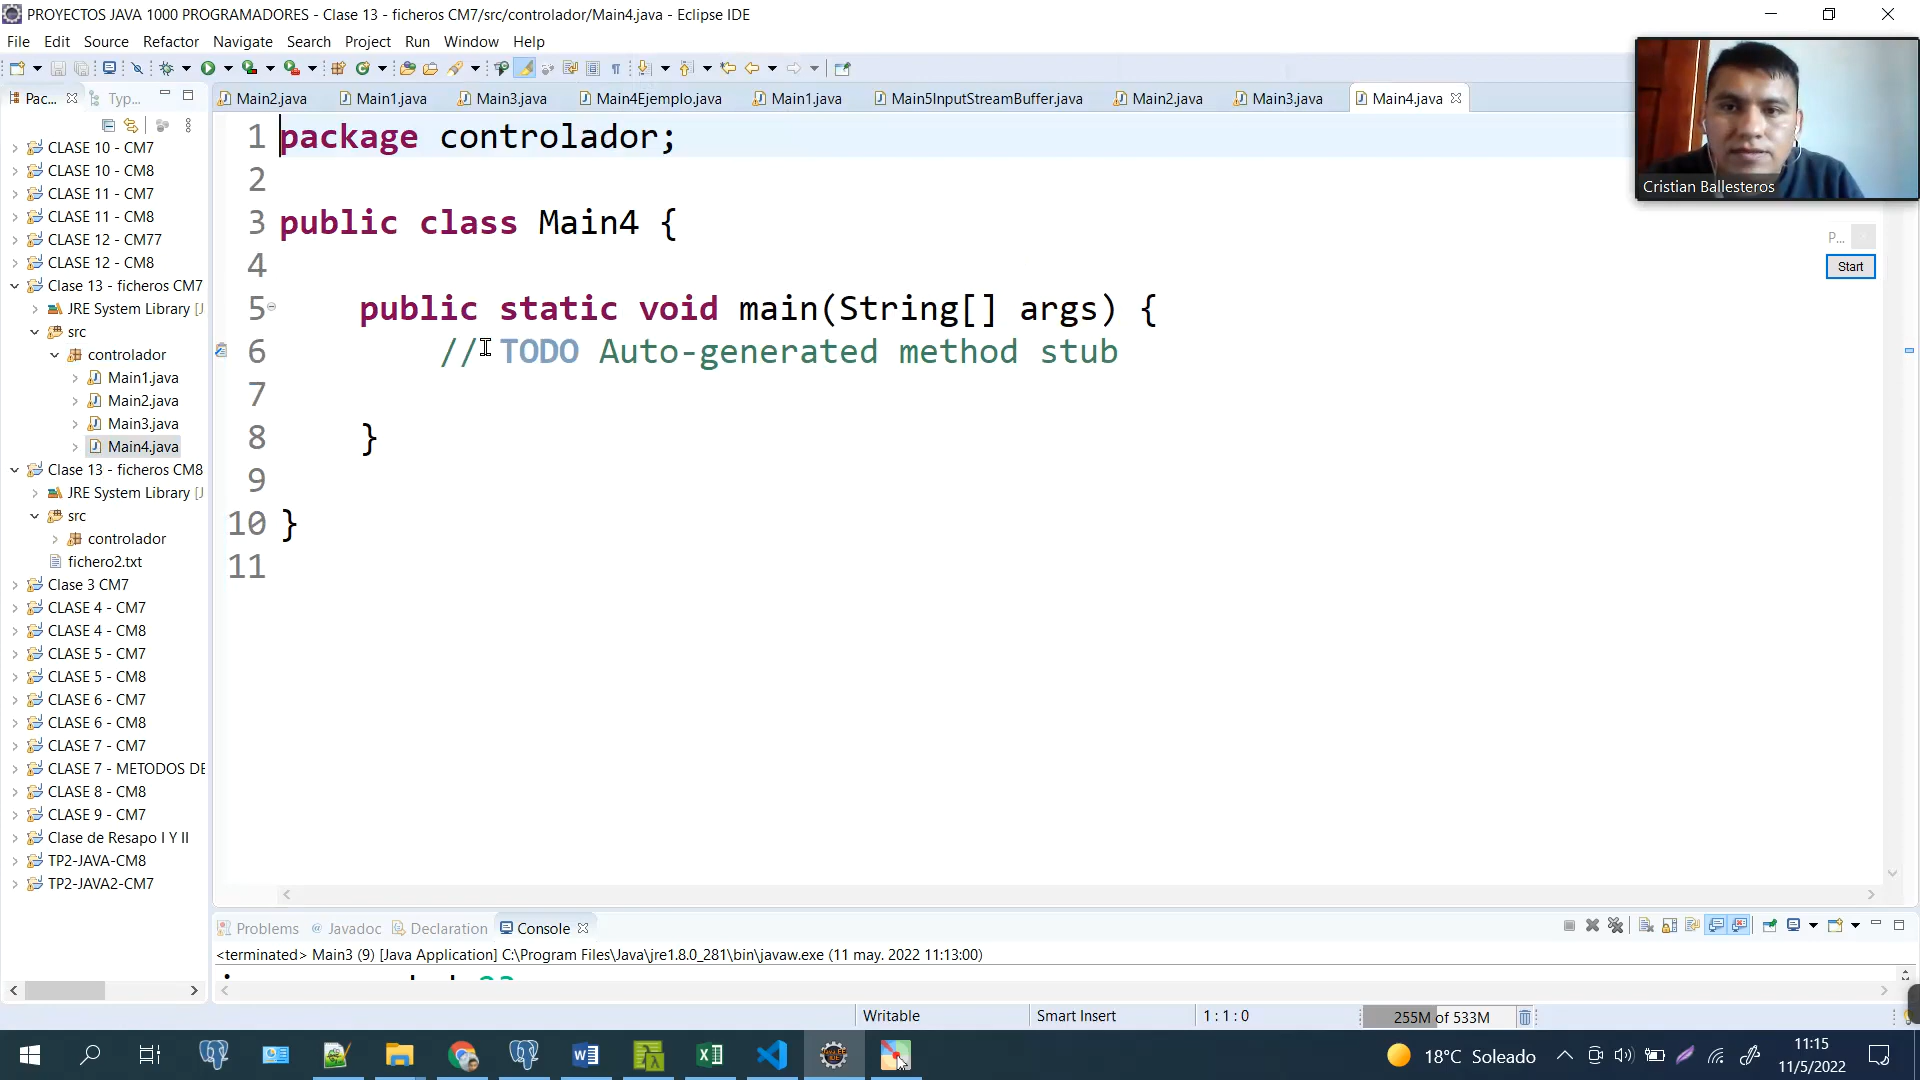 PROYECTOS JAVA 1000 PROGRAMADORES - Clase 13 - ficheros CM7/src/controlador/Main4.java - Eclipse IDE
File Edit Source Refactor Navigate Search Project Run Window Help
Pac... Typ...
Main2.java Main1.java Main3.java Main4Ejemplo.java Main1.java Main5InputStreamBuffer.java Main2.java Main3.java Main4.java
Cristian Ballesteros
P...
Start
CLASE 10 - CM7
CLASE 10 - CM8
CLASE 11 - CM7
CLASE 11 - CM8
CLASE 12 - CM77
CLASE 12 - CM8
Clase 13 - ficheros CM7
JRE System Library [J
src
controlador
Main1.java
Main2.java
Main3.java
Main4.java
Clase 13 - ficheros CM8
JRE System Library [J
src
controlador
fichero2.txt
Clase 3 CM7
CLASE 4 - CM7
CLASE 4 - CM8
CLASE 5 - CM7
CLASE 5 - CM8
CLASE 6 - CM7
CLASE 6 - CM8
CLASE 7 - CM7
CLASE 7 - METODOS DE
CLASE 8 - CM8
CLASE 9 - CM7
Clase de Resapo I Y II
TP2-JAVA-CM8
TP2-JAVA2-CM7
1 package controlador;
2
3 public class Main4 {
4
5 public static void main(String[] args) {
6 // TODO Auto-generated method stub
7
8 }
9
10 }
11
Problems Javadoc Declaration Console
<terminated> Main3 (9) [Java Application] C:\Program Files\Java\jre1.8.0_281\bin\javaw.exe (11 may. 2022 11:13:00)
Writable Smart Insert 1 : 1 : 0 255M of 533M
18°C Soleado
11:15
11/5/2022